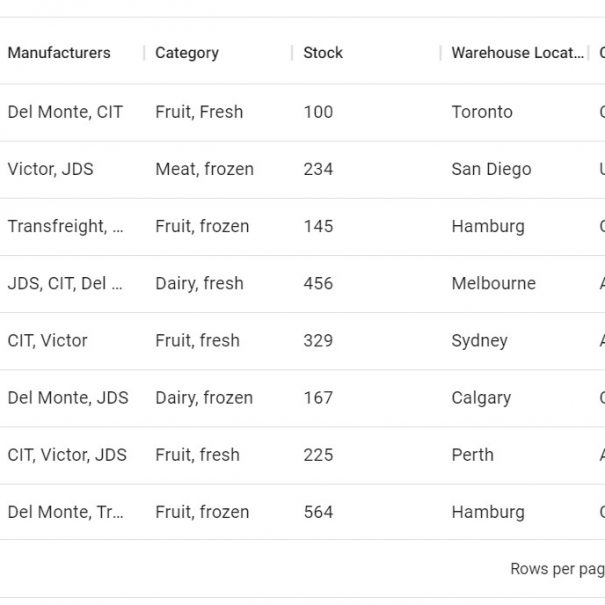 Manufacturers Category Stock Warehouse Locat...
Del Monte, CIT Fruit, Fresh 100 Toronto
Victor, JDS Meat, frozen 234 San Diego
Transfreight, ... Fruit, frozen 145 Hamburg
JDS, CIT, Del ... Dairy, fresh 456 Melbourne
CIT, Victor Fruit, fresh 329 Sydney
Del Monte, JDS Dairy, frozen 167 Calgary
CIT, Victor, JDS Fruit, fresh 225 Perth
Del Monte, Tr... Fruit, frozen 564 Hamburg
Rows per pag